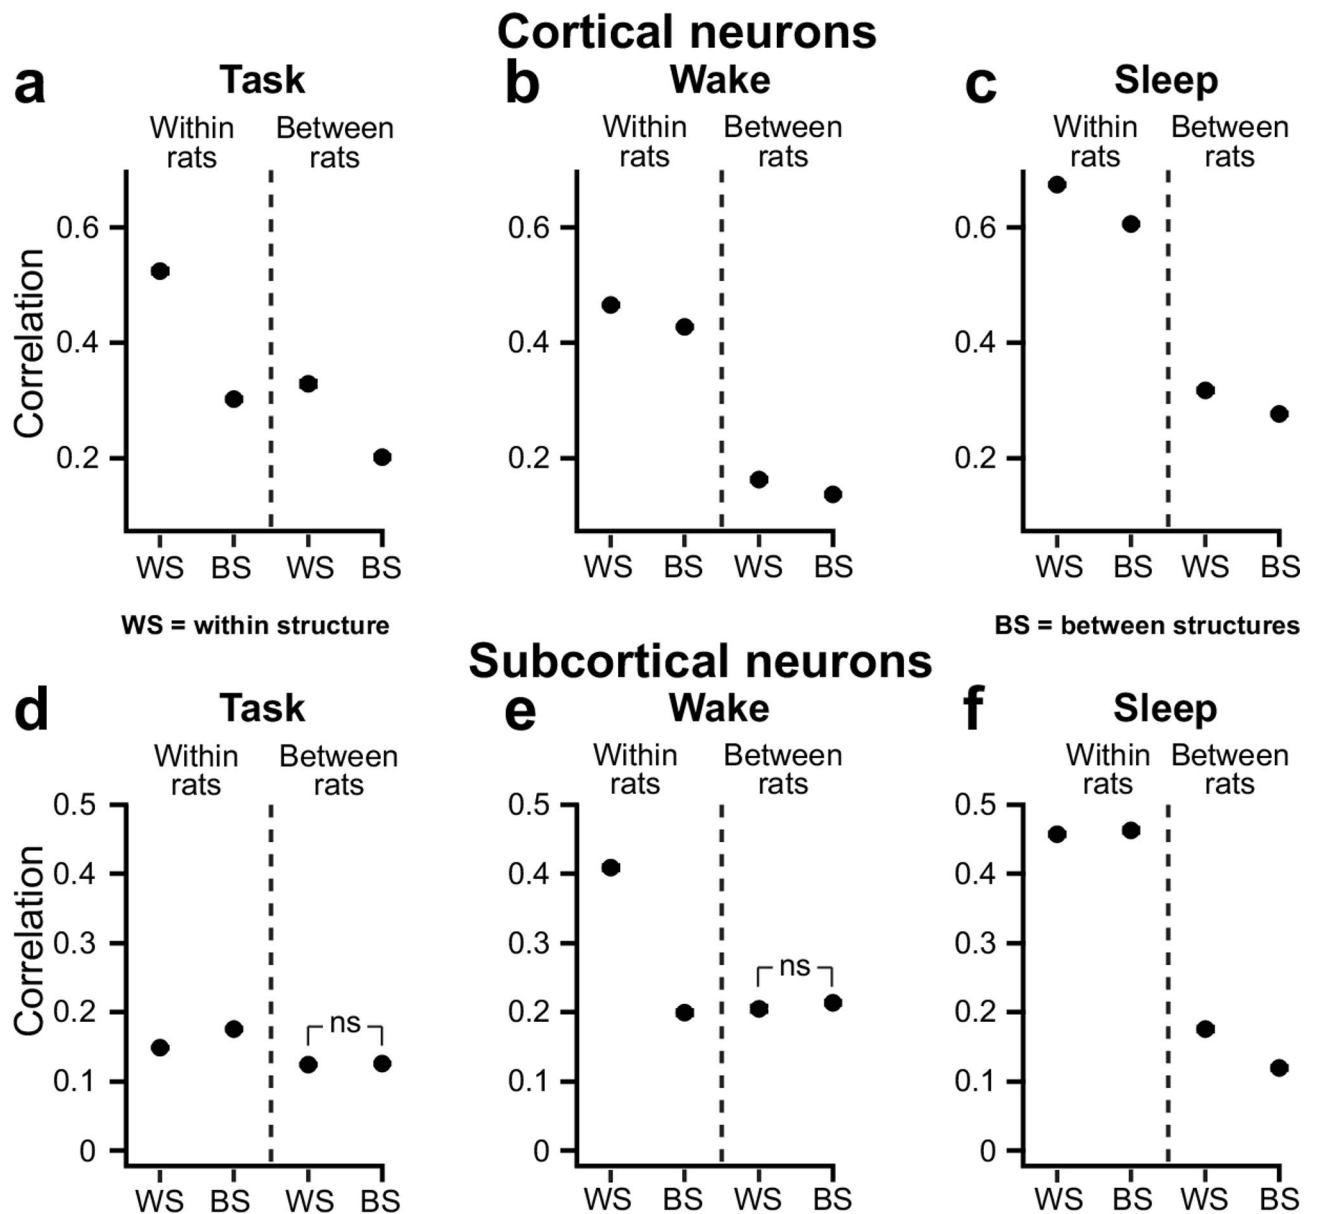 Cortical neurons
a Task
Within rats
Between rats
Correlation
0.6
0.4
0.2
WS BS WS BS
b Wake
Within rats
Between rats
0.6
0.4
0.2
WS BS WS BS
c Sleep
Within rats
Between rats
0.6
0.4
0.2
WS BS WS BS
WS = within structure
BS = between structures
Subcortical neurons
d Task
Within rats
Between rats
Correlation
0.5
0.4
0.3
0.2
0.1
0
ns
WS BS WS BS
e Wake
Within rats
Between rats
0.5
0.4
0.3
0.2
0.1
0
ns
WS BS WS BS
f Sleep
Within rats
Between rats
0.5
0.4
0.3
0.2
0.1
0
WS BS WS BS